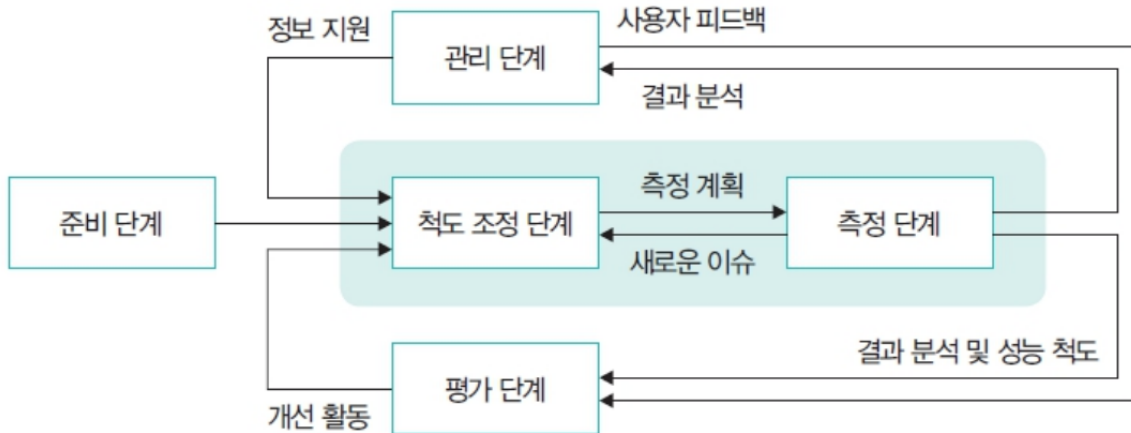 사용자 피드백
정보 지원
관리 단계
결과 분석
측정 계획
준비 단계
척도 조정 단계
측정 단계
새로운 이슈
결과 분석 및 성능 척도
평가 단계
개선 활동